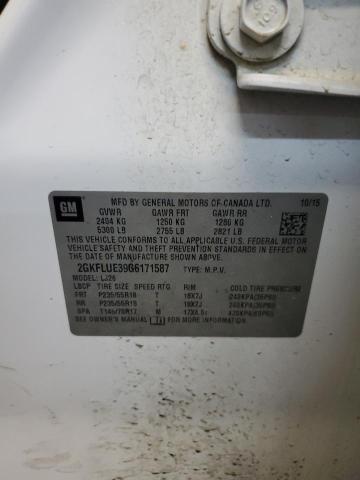 GM
MFD BY GENERAL MOTORS OF CANADA LTD. 10/15
GVWR GAWR FRT GAWR RR
2404 KG 1250 KG 1280 KG
5300 LB 2755 LB 2821 LB
THIS VEHICLE CONFORMS TO ALL APPLICABLE U.S. FEDERAL MOTOR
VEHICLE SAFETY AND THEFT PREVENTION STANDARDS IN EFFECT ON
THE DATE OF MANUFACTURE SHOWN ABOVE.
2GKFLUE39G6171587 TYPE: M.P.V.
MODEL: LJ26
LBCP TIRE SIZE SPEED RTG RIM COLD TIRE PRESSURE
FRT P235/55R18 T 18X7J 240KPA(35PSI)
RR P235/55R18 T 18X7J 240KPA(35PSI)
SPA T145/70R17 M 17X4.5 420KPA(60PSI)
SEE OWNER'S MANUAL FOR ADDITIONAL INFORMATION